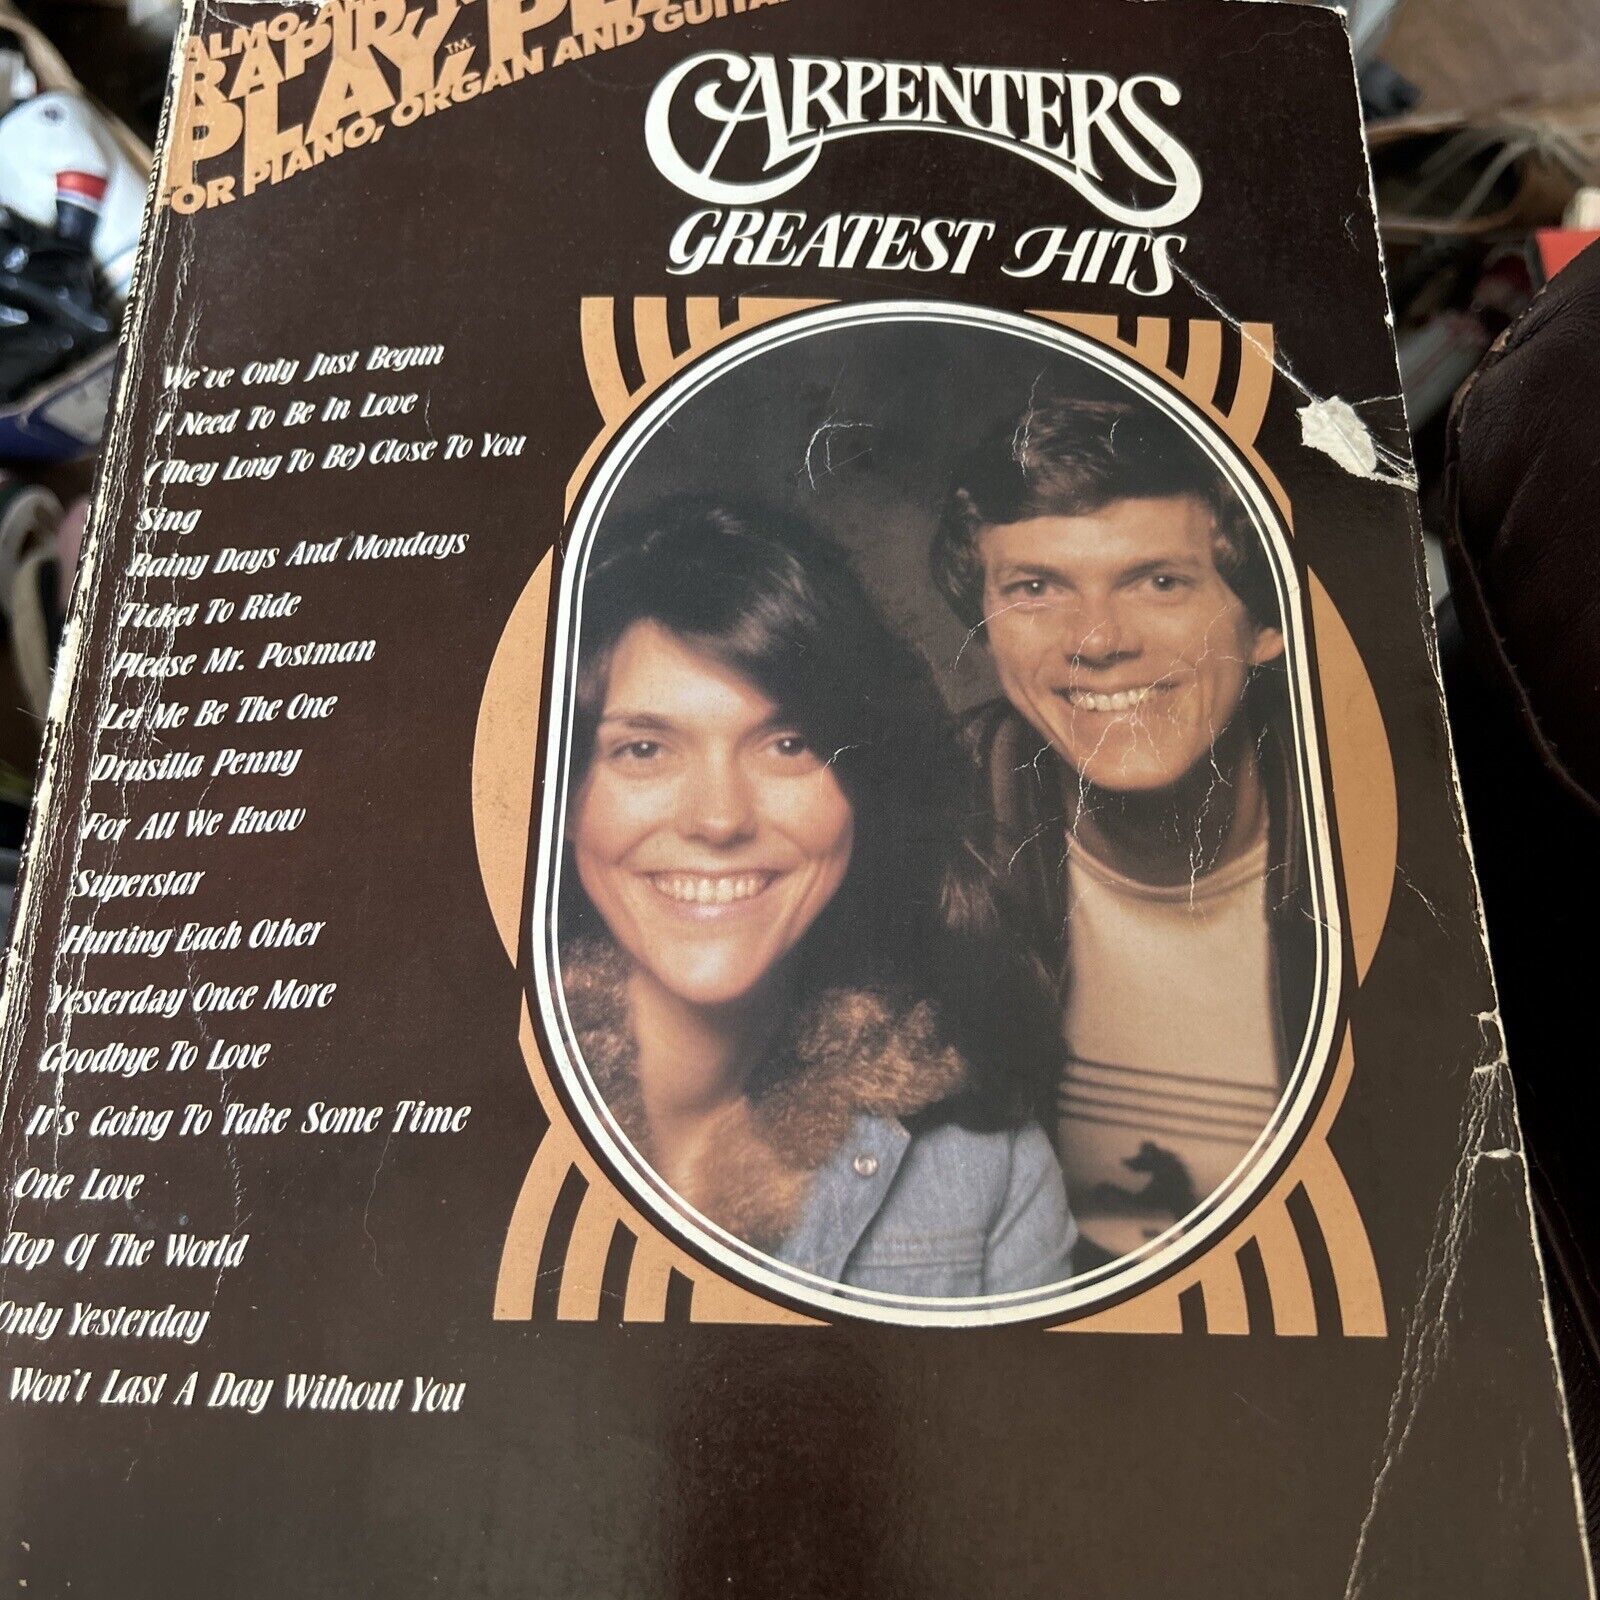 PLAY,™
FOR PIANO, ORGAN AND
CARPENTERS
GREATEST HITS
We've Only Just Begun
I Need To Be In Love
(They Long To Be) Close To You
Sing
Rainy Days And Mondays
Ticket To Ride
Please Mr. Postman
Let Me Be The One
Drusilla Penny
For All We Know
Superstar
Hurting Each Other
Yesterday Once More
Goodbye To Love
It's Going To Take Some Time
One Love
Top Of The World
Only Yesterday
Won't Last A Day Without You